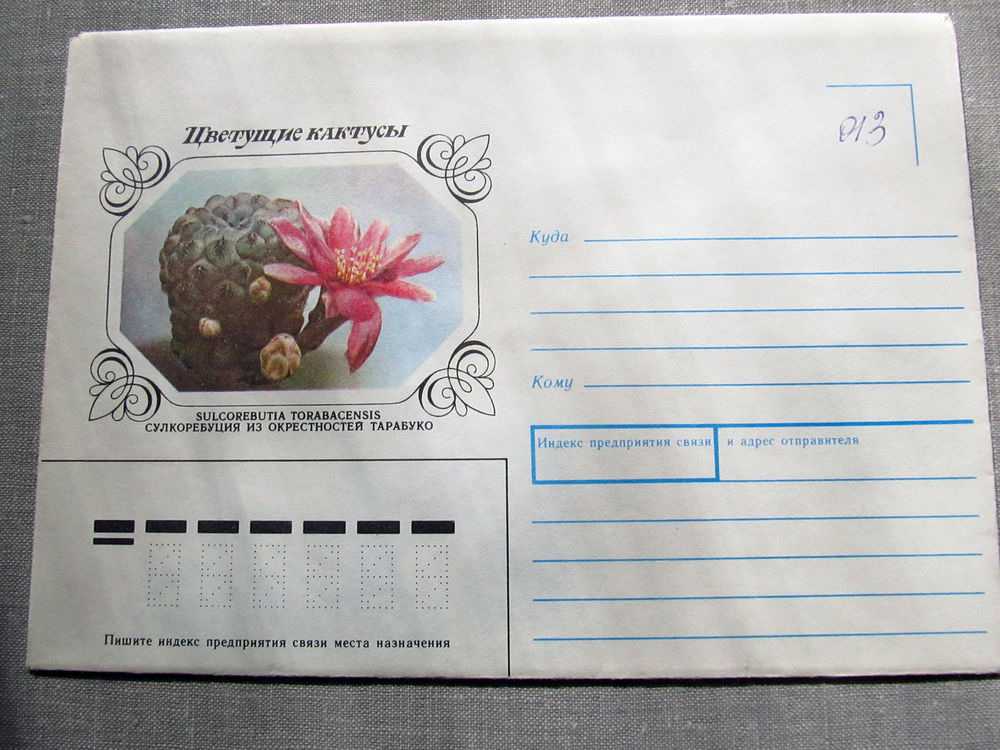 Цветущие кактусы
SULCOREBUTIA TORABACENSIS
СУЛКОРЕБУЦИЯ ИЗ ОКРЕСТНОСТЕЙ ТАРАБУКО
Пишите индекс предприятия связи места назначения
013
Куда
Кому
Индекс предприятия связи и адрес отправителя